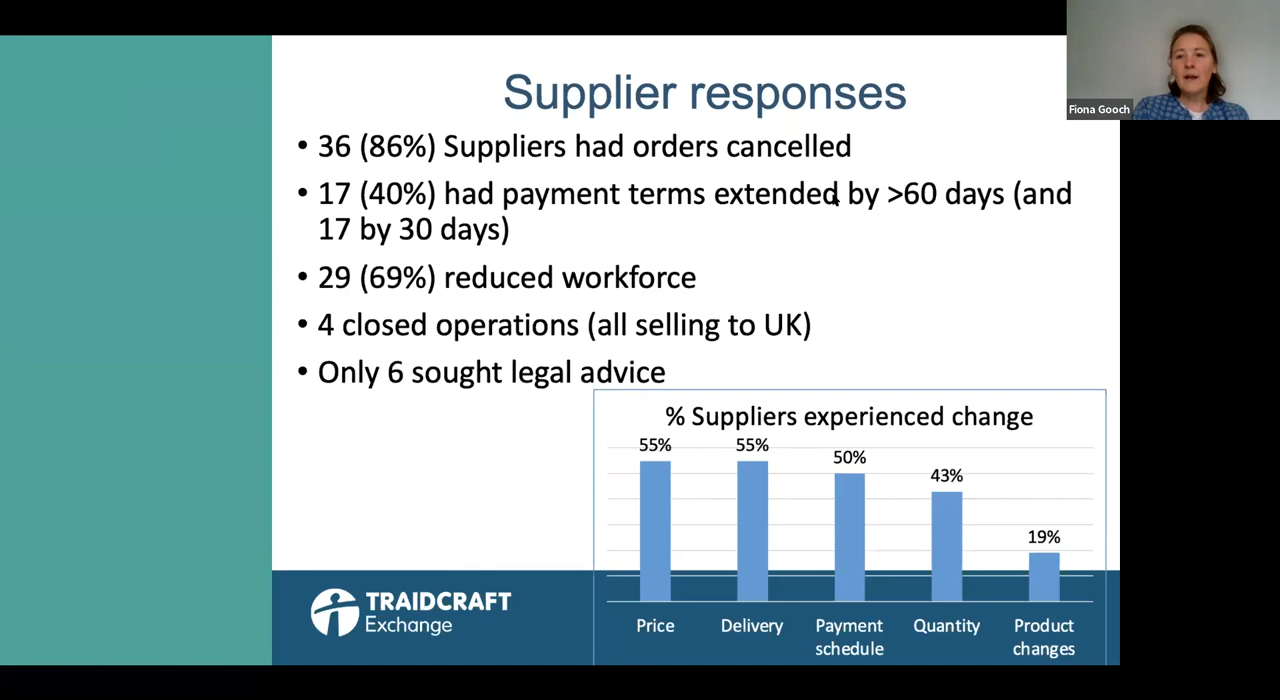 Supplier responses
Fiona Gooch
• 36 (86%) Suppliers had orders cancelled
• 17 (40%) had payment terms extended by >60 days (and
17 by 30 days)
• 29 (69%) reduced workforce
• 4 closed operations (all selling to UK)
• Only 6 sought legal advice
% Suppliers experienced change
55%
55%
50%
43%
19%
Price
Delivery
Payment
schedule
Quantity
Product
changes
TRAIDCRAFT
Exchange